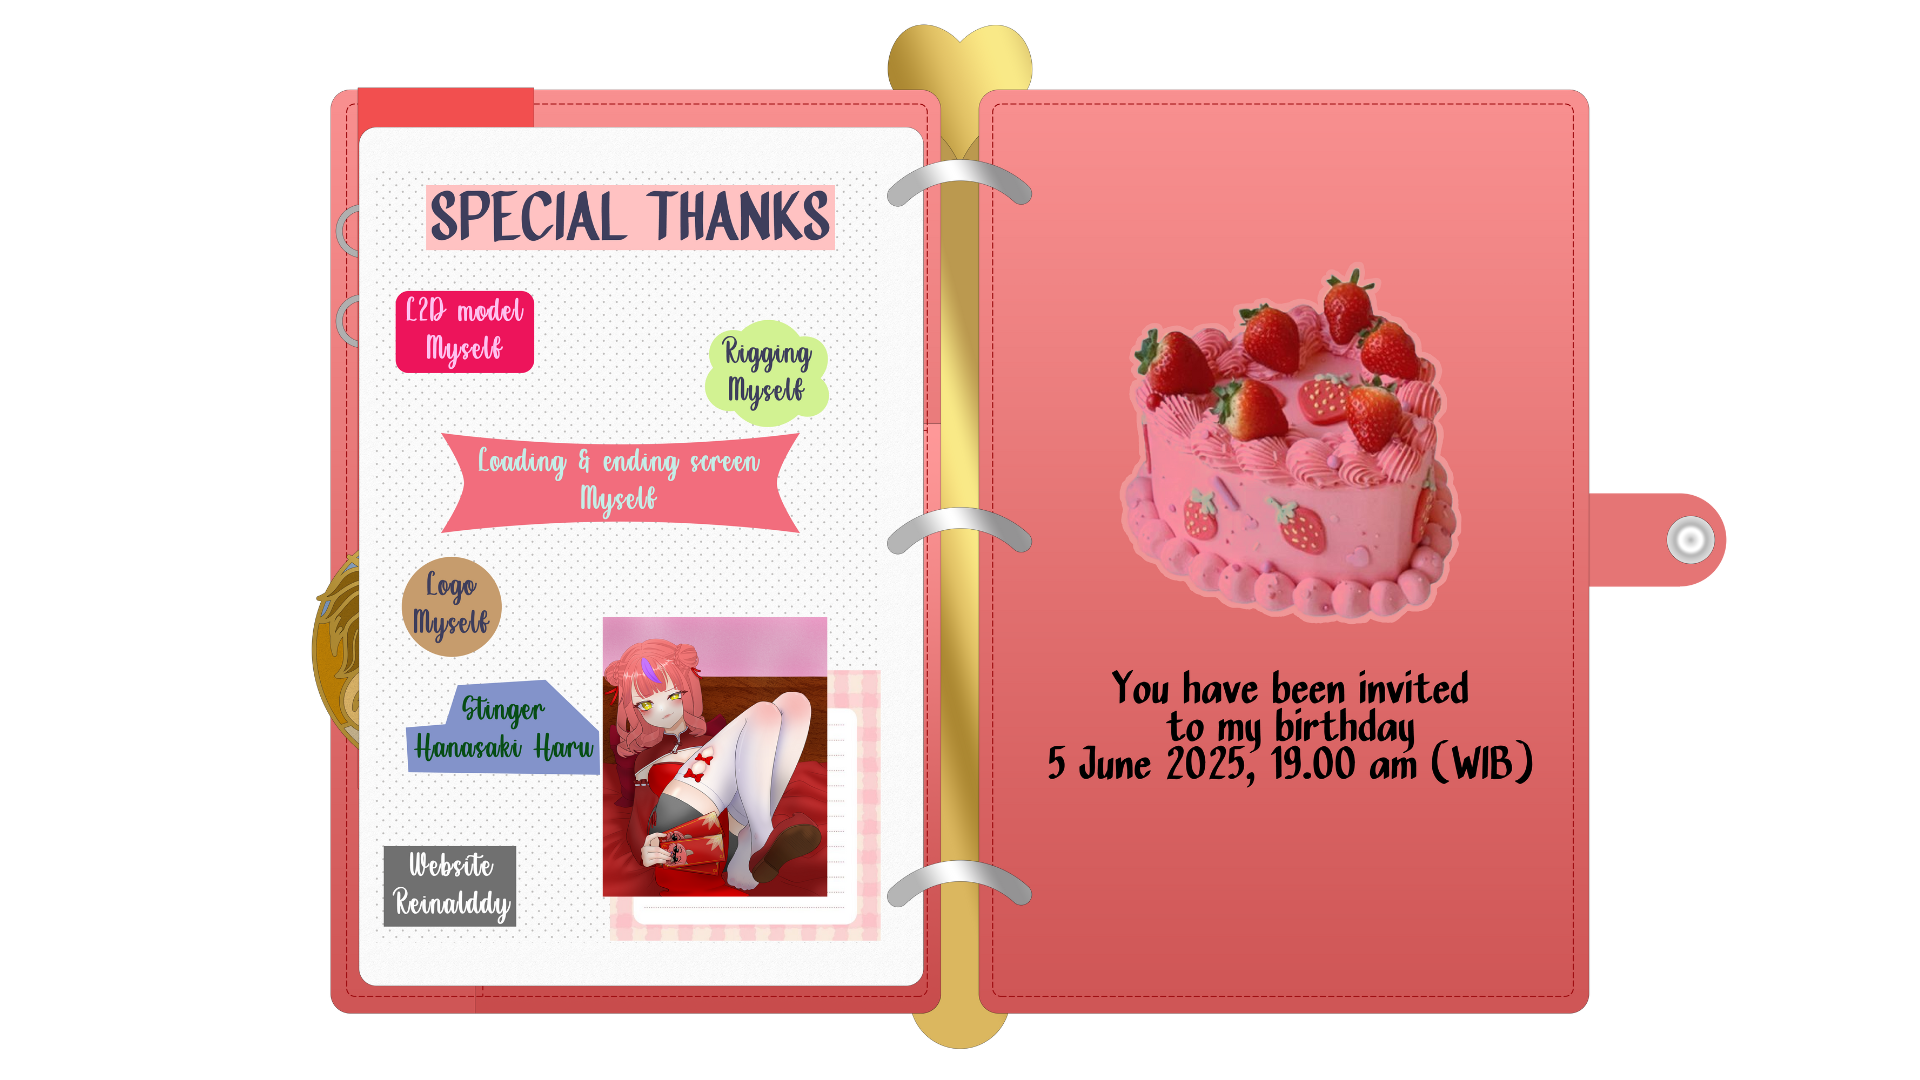 SPECIAL THANKS
L2D model
Myself
Rigging
Myself
Loading & ending screen
Myself
Logo
Myself
Stinger
Hanasaki Haru
Website
Reinalddy
You have been invited
to my birthday
5 June 2025, 19.00 am (WIB)